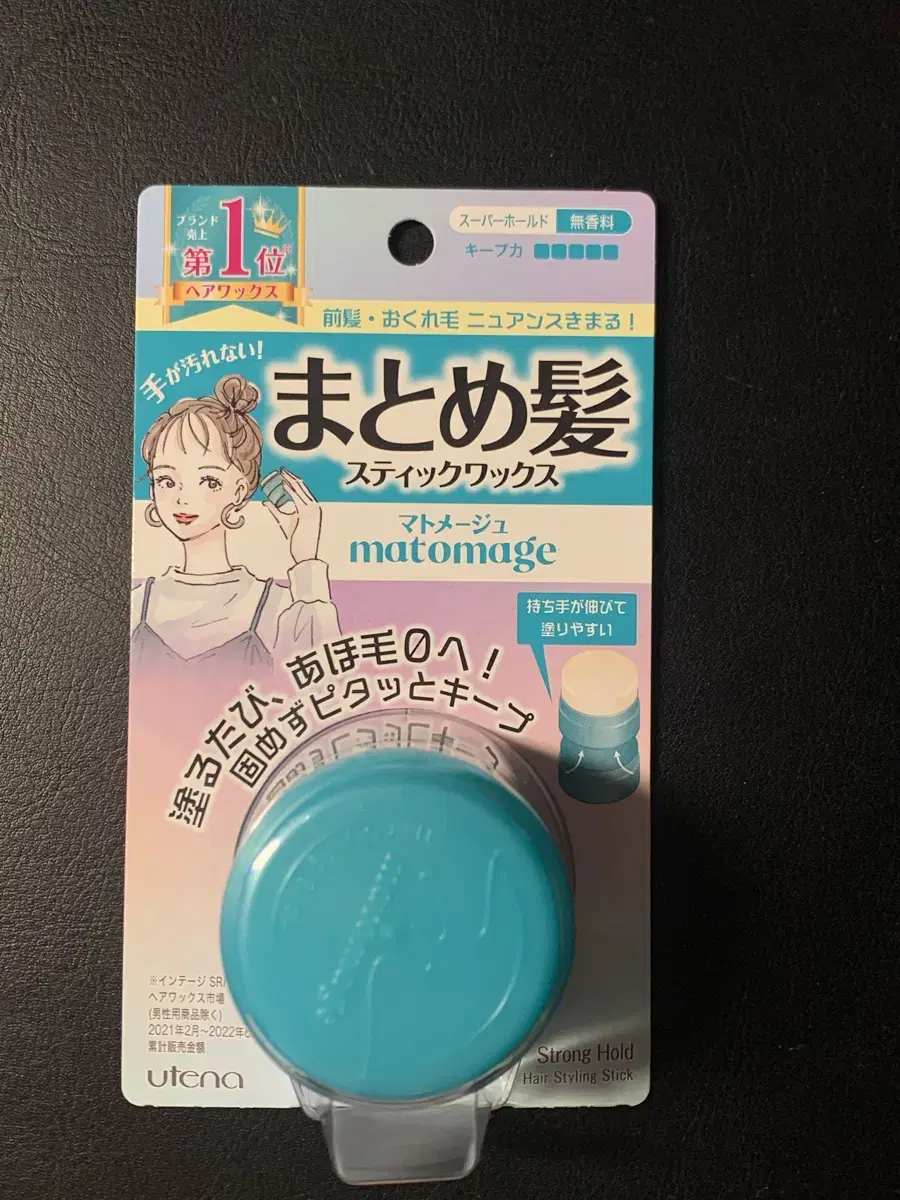 ブランド
売上
第1位※
ヘアワックス
スーパーホールド 無香料
キープ力
前髪・おくれ毛 ニュアンスきまる！
手が汚れない！
まとめ髪
スティックワックス
マトメージュ
matomage
持ち手が伸びて
塗りやすい
塗るたび、あほ毛0へ！
固めずピタッとキープ
※インテージ SRI
ヘアワックス市場
(男性用商品除く)
2021年2月〜2022年
累計販売金額
utena
Strong Hold
Hair Styling Stick